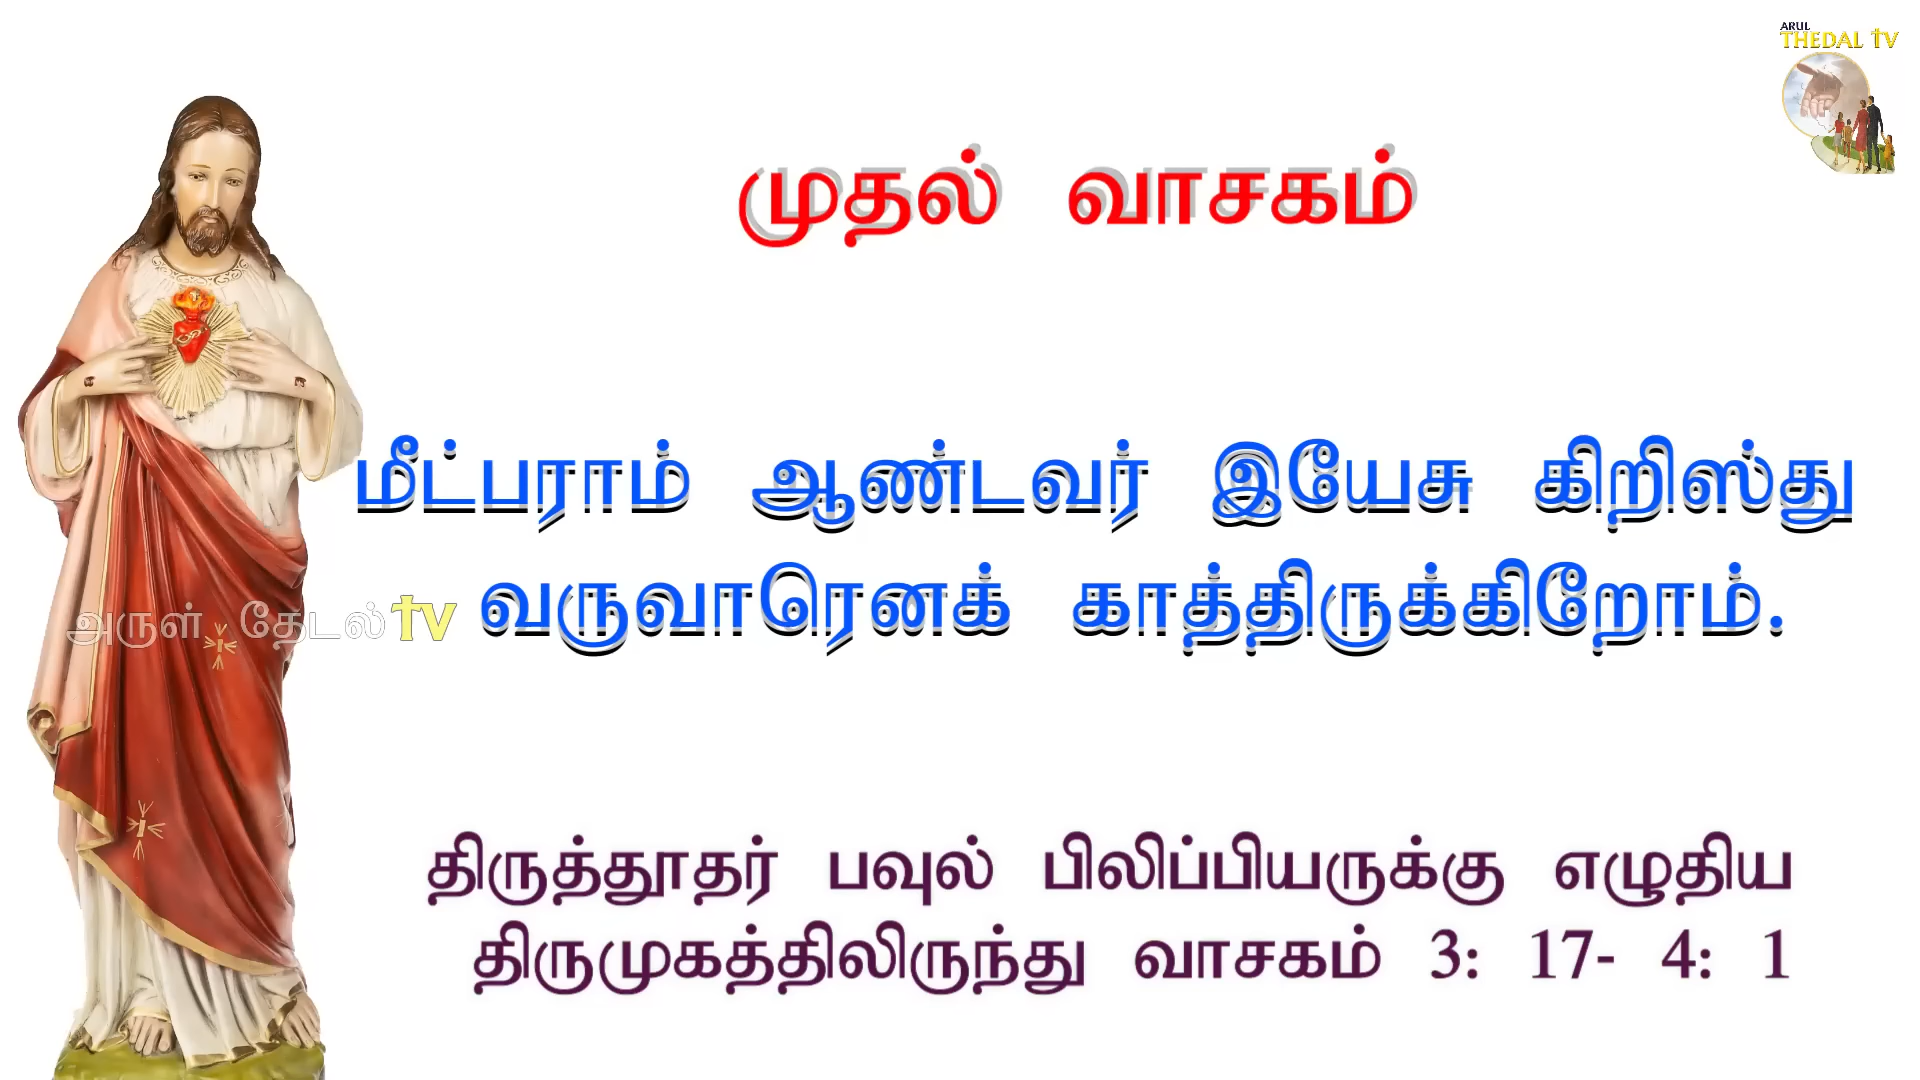 ARUL
THEDAL TV
முதல் வாசகம்
மீட்பராம் ஆண்டவர் இயேசு கிறிஸ்து
வருவாரெனக் காத்திருக்கிறோம்.
அருள் தேடல் TV
திருத்தூதர் பவுல் பிலிப்பியருக்கு எழுதிய
திருமுகத்திலிருந்து வாசகம் 3: 17- 4: 1